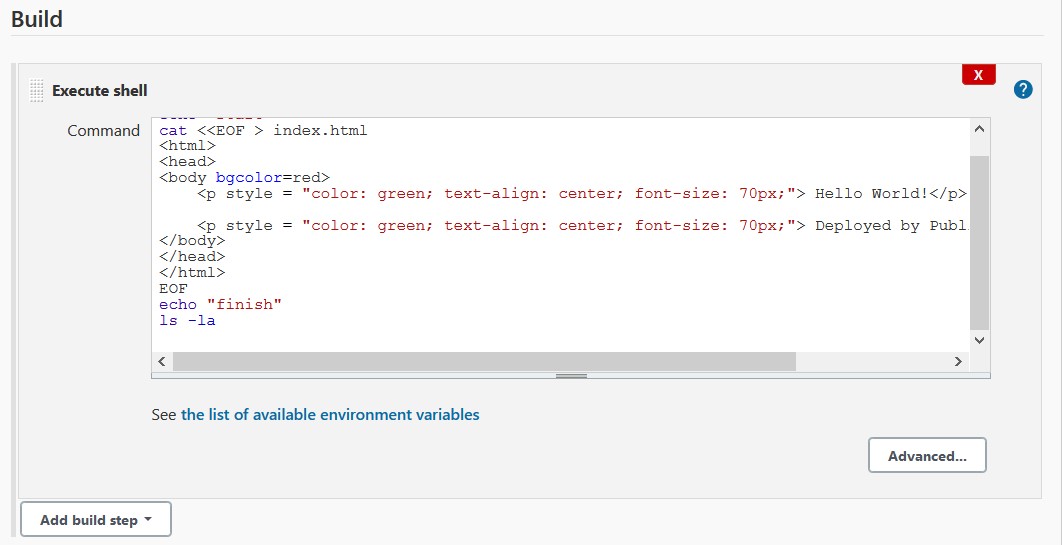 Build
Execute shell
X
?
Command
cat <<EOF > index.html
<html>
<head>
<body bgcolor=red>
<p style = "color: green; text-align: center; font-size: 70px;"> Hello World!</p>
<p style = "color: green; text-align: center; font-size: 70px;"> Deployed by
</body>
</head>
</html>
EOF
echo "finish"
ls -la
See the list of available environment variables
Advanced...
Add build step